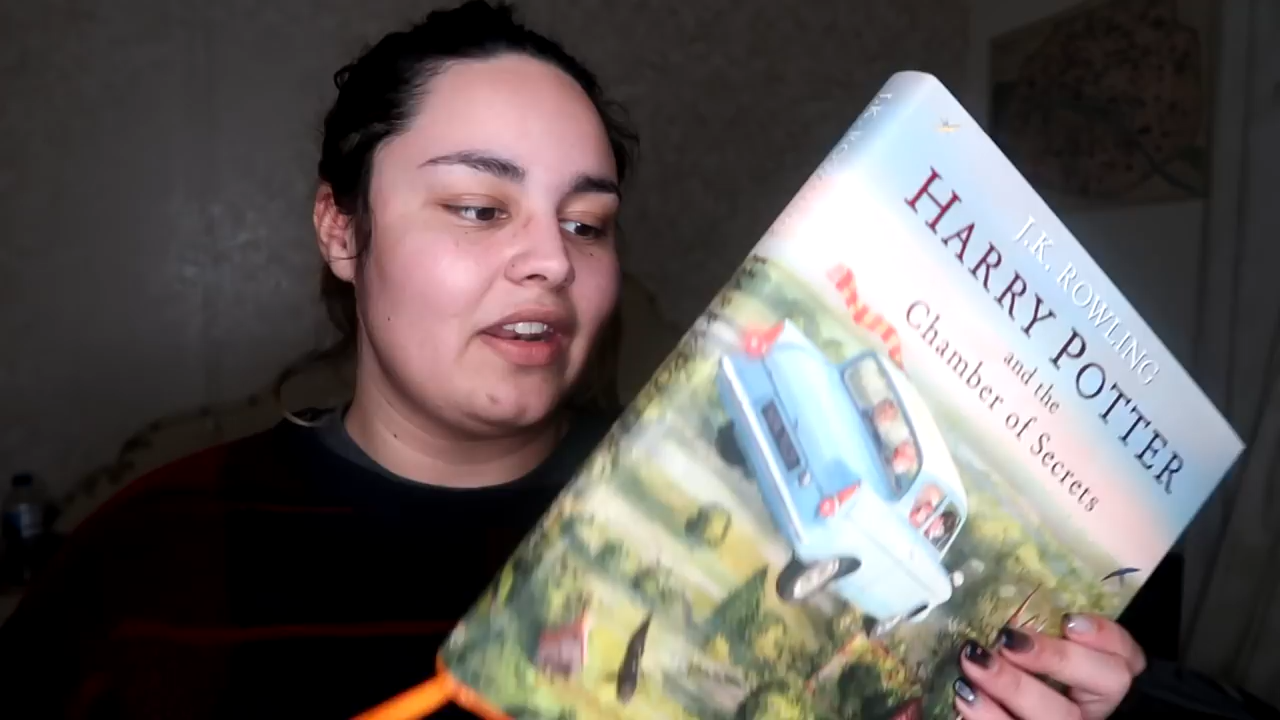 J.K. ROWLING
HARRY POTTER
and the
Chamber of Secrets